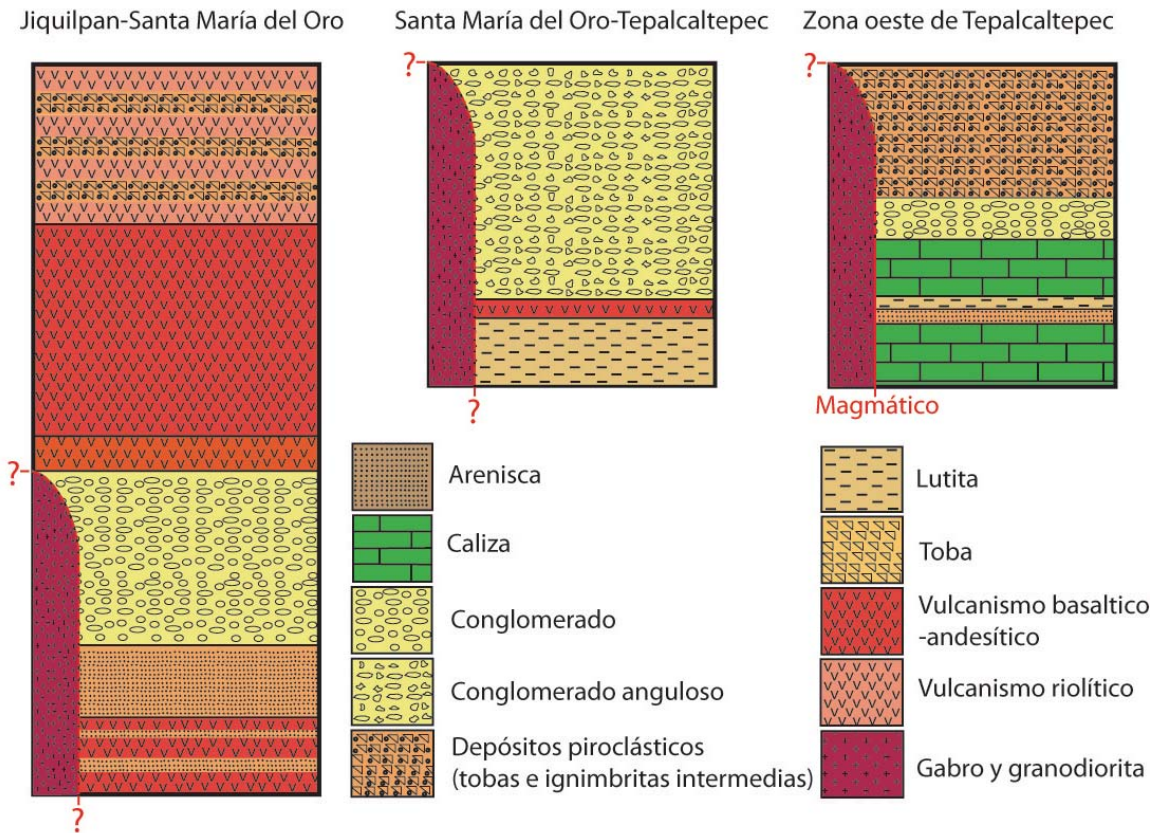 Jiquilpan-Santa María del Oro
Santa María del Oro-Tepalcaltepec
Zona oeste de Tepalcaltepec
?
?
?
?
Magmático
?
?
Arenisca
Caliza
Conglomerado
Conglomerado anguloso
Depósitos piroclásticos
(tobas e ignimbritas intermedias)
Lutita
Toba
Vulcanismo basaltico
-andesítico
Vulcanismo riolítico
Gabro y granodiorita